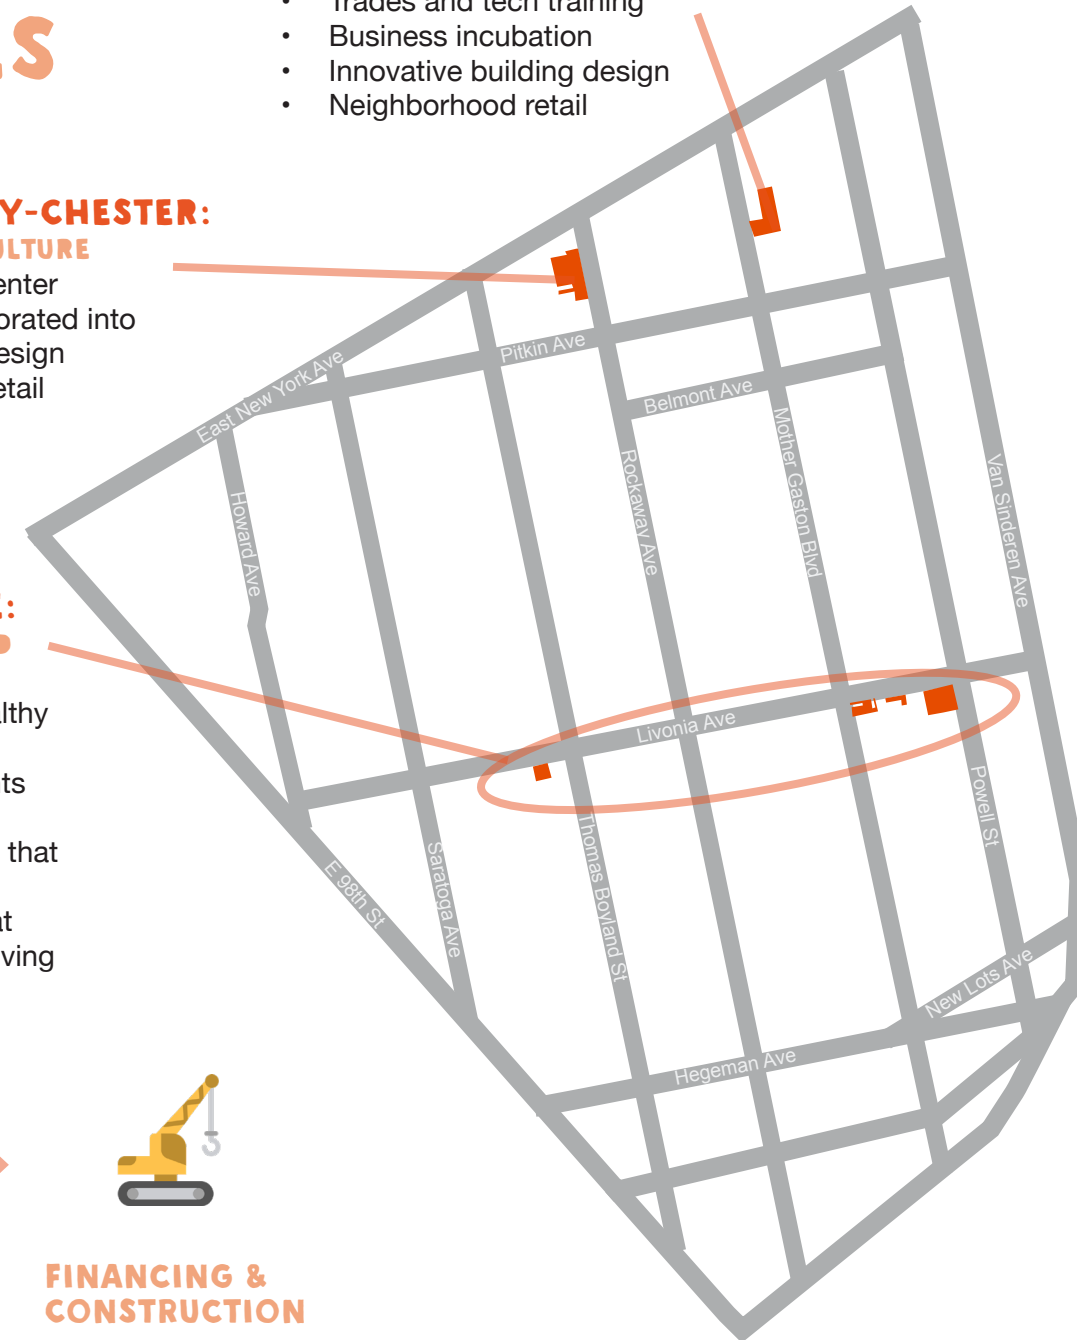 • Trades and tech training
• Business incubation
• Innovative building design
• Neighborhood retail
Y-CHESTER:
enter
orated into
esign
etail
lthy
ts
that
at
ving
FINANCING &
CONSTRUCTION
East New York Ave
Pitkin Ave
Belmont Ave
Howard Ave
Rockaway Ave
Mother Gaston Blvd
Van Sinderen Ave
Livonia Ave
Powell St
Thomas Boyland St
Saratoga Ave
E 98th St
New Lots Ave
Hegeman Ave